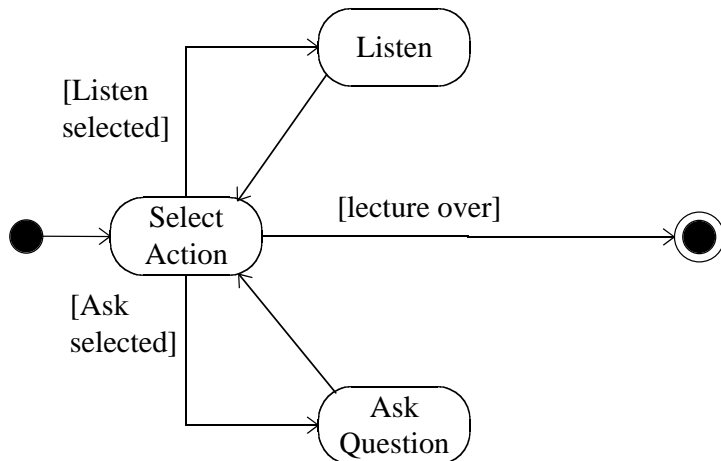 Listen
[Listen
selected]
Select
Action
[lecture over]
[Ask
selected]
Ask
Question